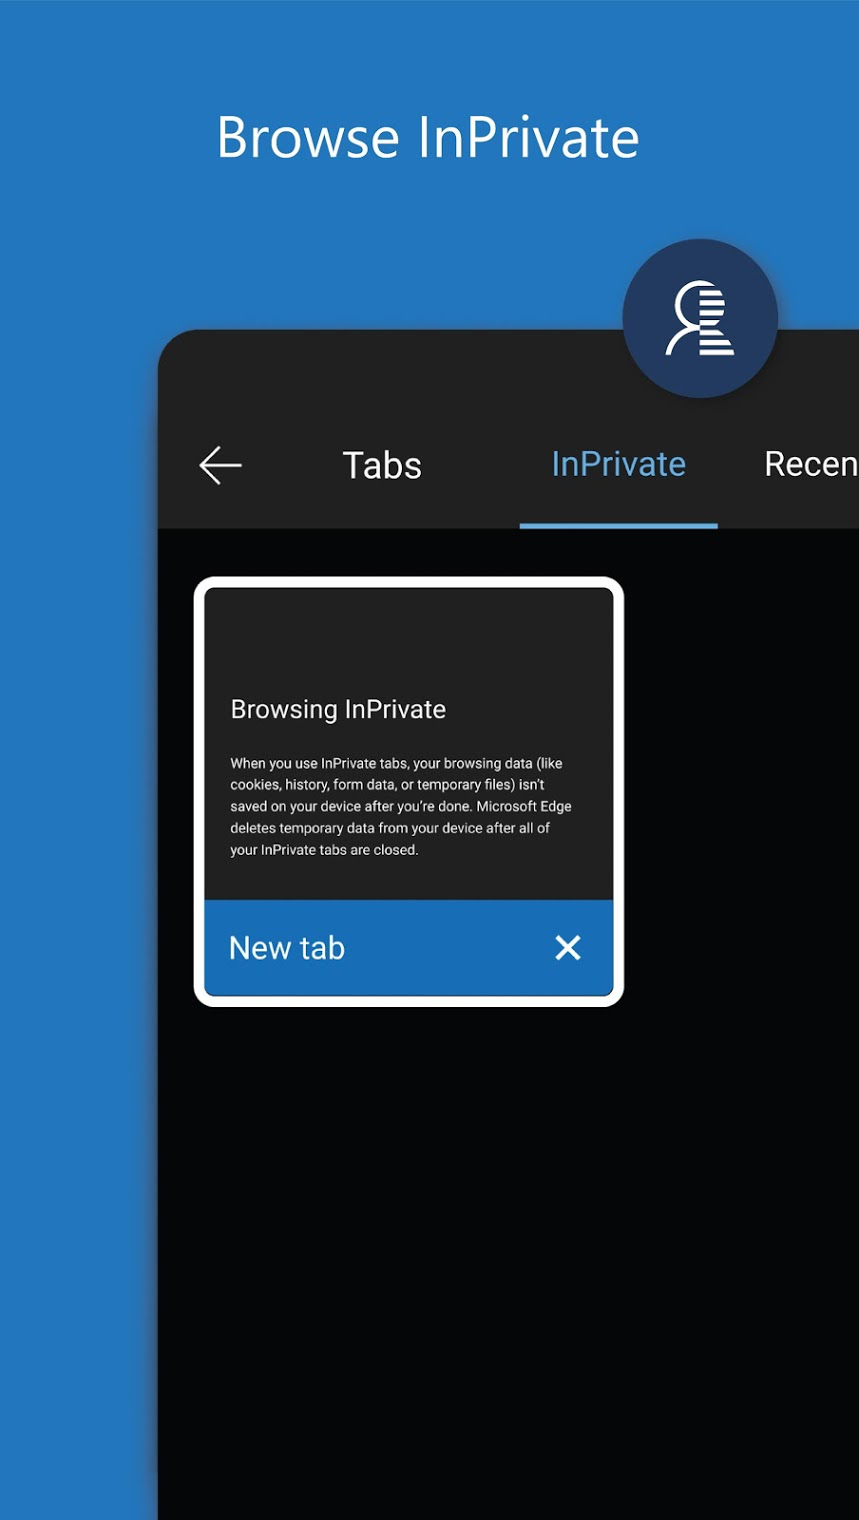 Browse InPrivate
Tabs InPrivate Recen
Browsing InPrivate
When you use InPrivate tabs, your browsing data (like
cookies, history, form data, or temporary files) isn't
saved on your device after you're done. Microsoft Edge
deletes temporary data from your device after all of
your InPrivate tabs are closed.
New tab